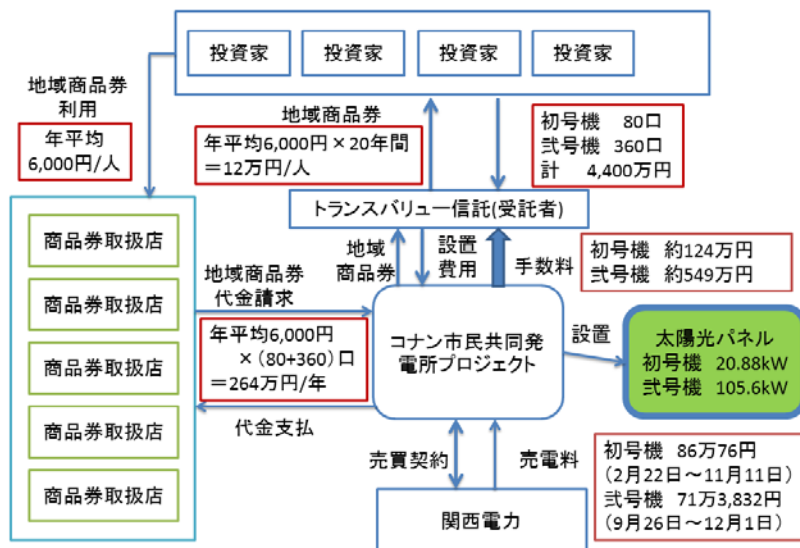 投資家
投資家
投資家
投資家
地域商品券
利用
年平均
6,000円/人
地域商品券
年平均6,000円×20年間
＝12万円/人
初号機　80口
弐号機　360口
計　4,400万円
トランスバリュー信託(受託者)
地域
商品券
設置
費用
手数料
初号機　約124万円
弐号機　約549万円
商品券取扱店
商品券取扱店
商品券取扱店
商品券取扱店
商品券取扱店
地域商品券
代金請求
年平均6,000円
×（80+360）口
＝264万円/年
代金支払
コナン市民共同発
電所プロジェクト
設置
太陽光パネル
初号機　20.88kW
弐号機　105.6kW
売買契約
売電料
関西電力
初号機　86万76円
（2月22日～11月11日）
弐号機　71万3,832円
（9月26日～12月1日）